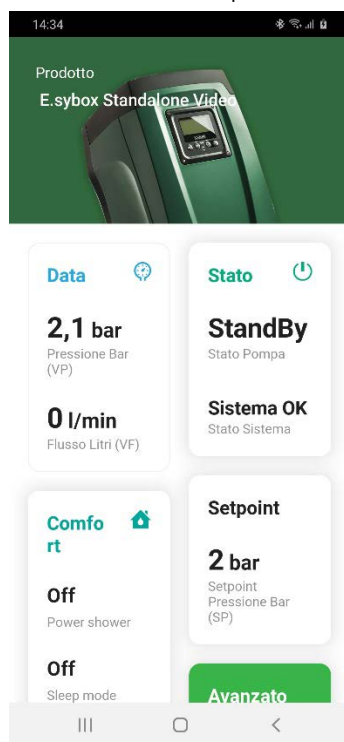 14:34
Prodotto
E.sybox Standalone Video
Data
2,1 bar
Pressione Bar
(VP)
0 l/min
Flusso Litri (VF)
Stato
StandBy
Stato Pompa
Sistema OK
Stato Sistema
Comfo
rt
Off
Power shower
Off
Sleep mode
Setpoint
2 bar
Setpoint
Pressione Bar
(SP)
Avanzato